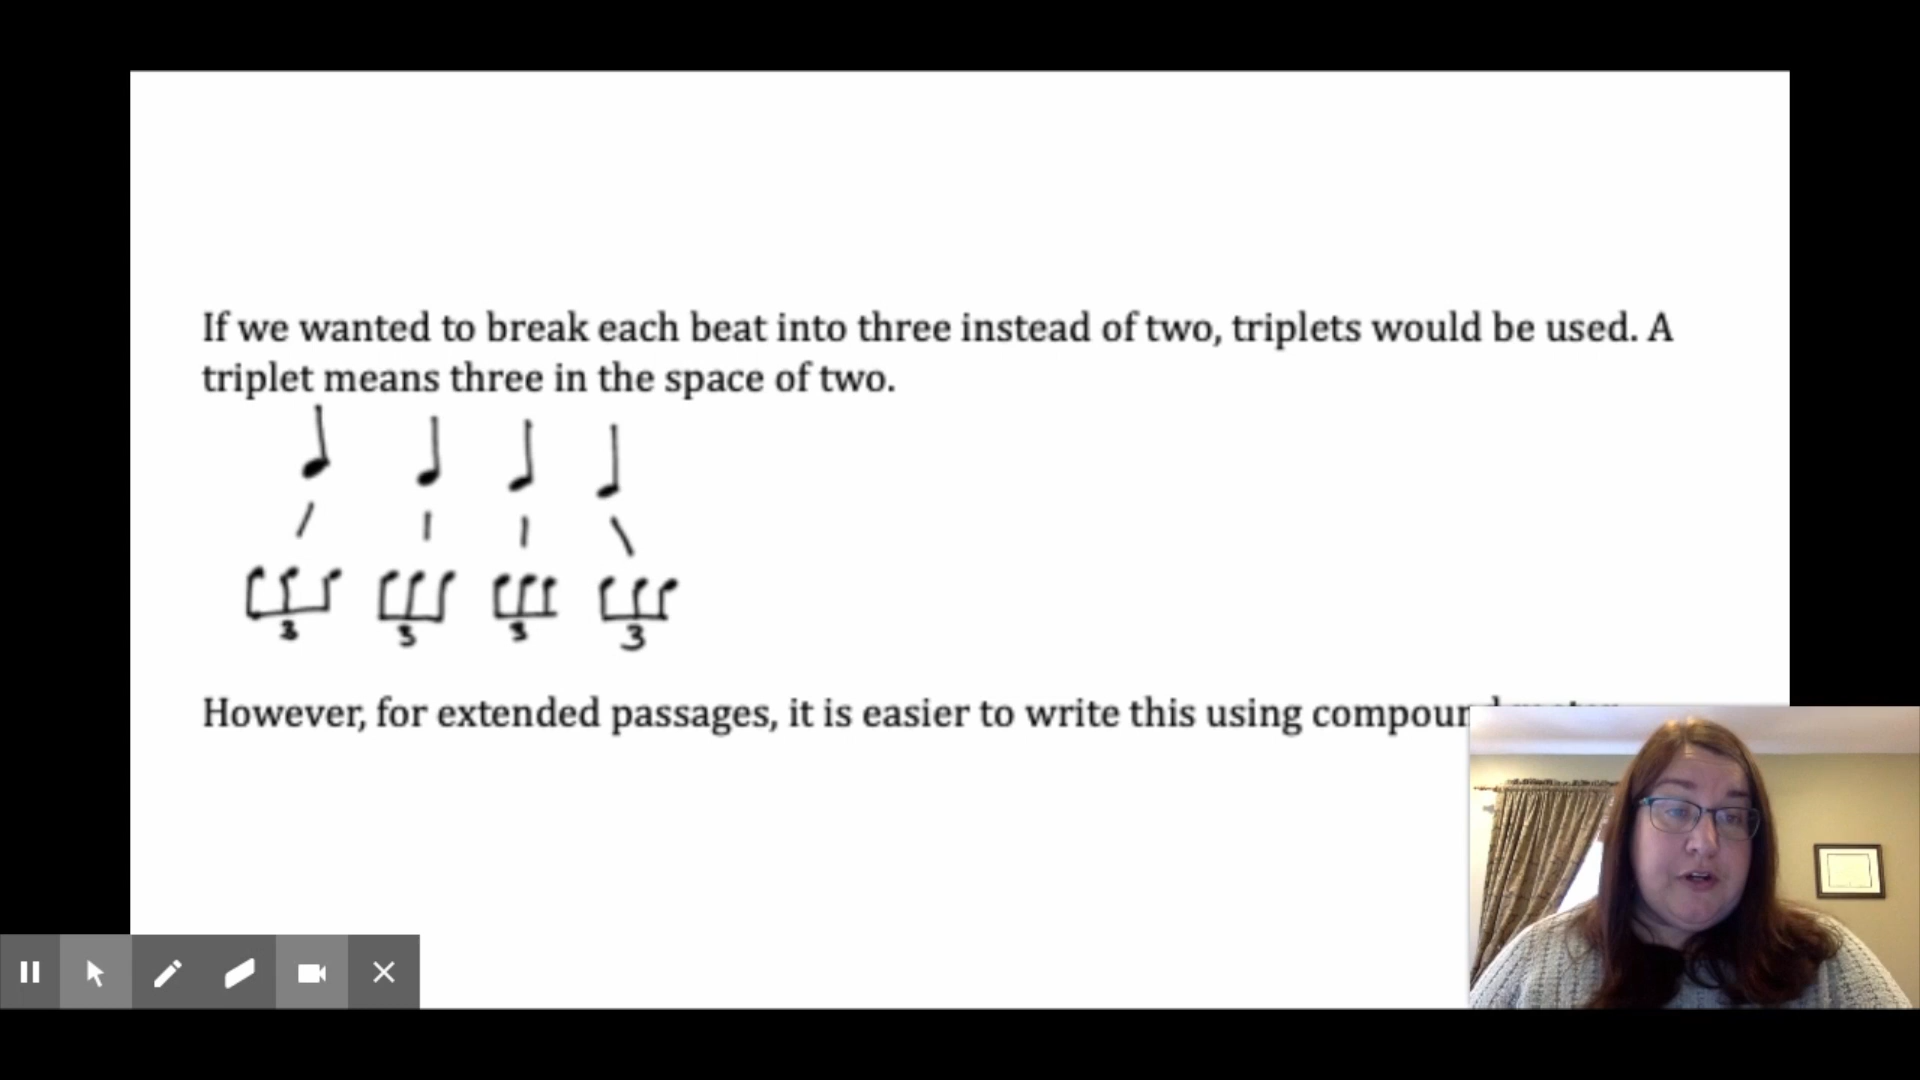 If we wanted to break each beat into three instead of two, triplets would be used. A
triplet means three in the space of two.
3 3 3 3
However, for extended passages, it is easier to write this using